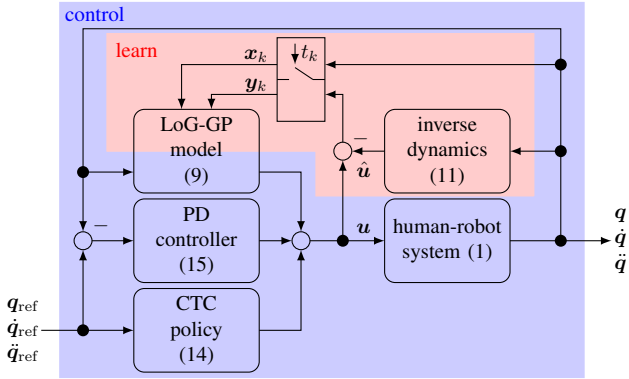 control
learn
x_k
t_k
y_k
LoG-GP
model
(9)
−
û
inverse
dynamics
(11)
−
PD
controller
(15)
u
human-robot
system (1)
q
q̇
q̈
q_ref
q̇_ref
q̈_ref
CTC
policy
(14)